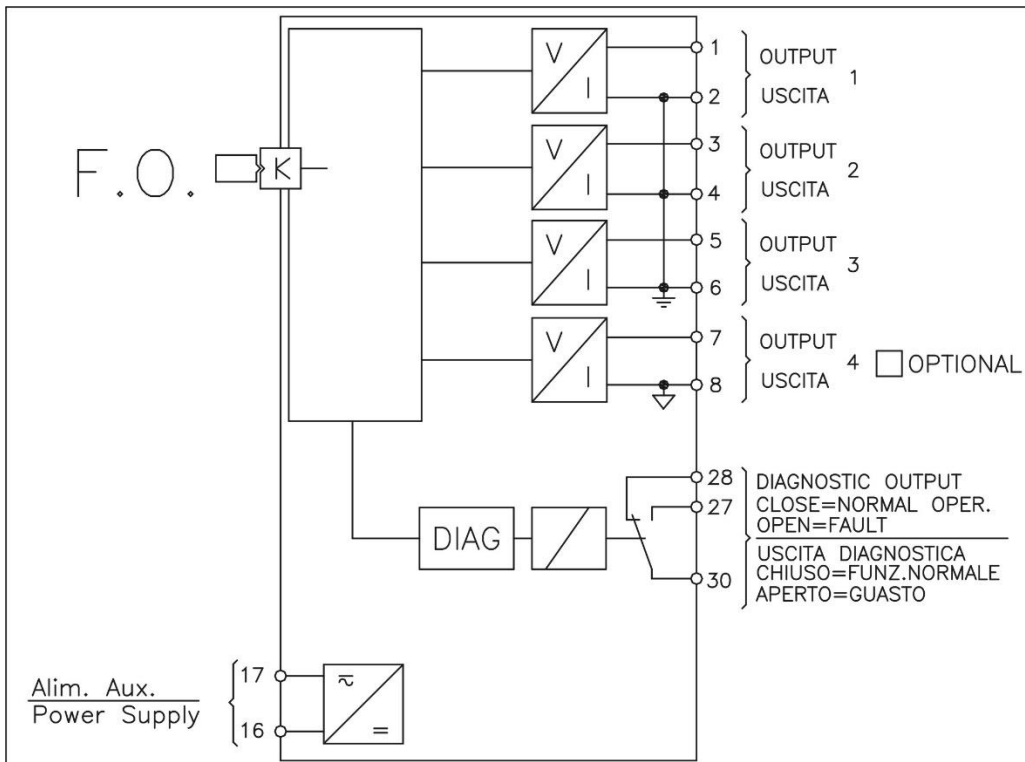 F.O.
K
V
I
1
2
OUTPUT
USCITA
1
V
I
3
4
OUTPUT
USCITA
2
V
I
5
6
OUTPUT
USCITA
3
V
I
7
8
OUTPUT
USCITA
4
OPTIONAL
DIAG
28
27
30
DIAGNOSTIC OUTPUT
CLOSE=NORMAL OPER.
OPEN=FAULT
USCITA DIAGNOSTICA
CHIUSO=FUNZ.NORMALE
APERTO=GUASTO
Alim. Aux.
Power Supply
17
16